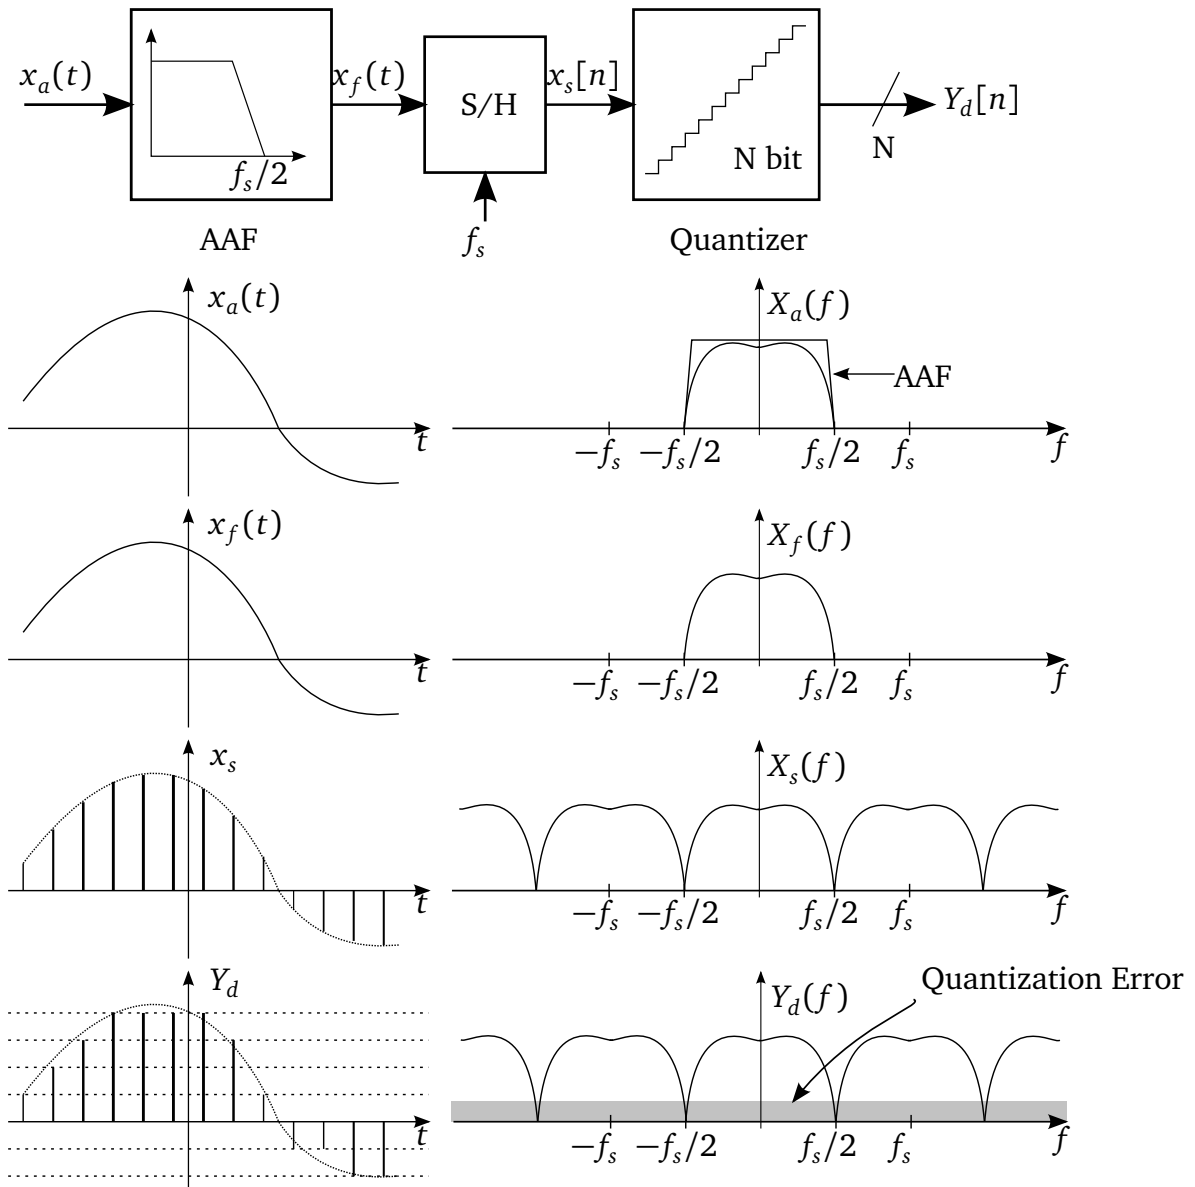 x_a(t)
x_f(t)
x_s[n]
Y_d[n]
S/H
f_s/2
N bit
N
AAF
f_s
Quantizer
x_a(t)
X_a(f)
AAF
t
−f_s −f_s/2 f_s/2 f_s f
x_f(t)
X_f(f)
t
−f_s −f_s/2 f_s/2 f_s f
x_s
X_s(f)
t
−f_s −f_s/2 f_s/2 f_s f
Y_d
Quantization Error
Y_d(f)
t
−f_s −f_s/2 f_s/2 f_s f